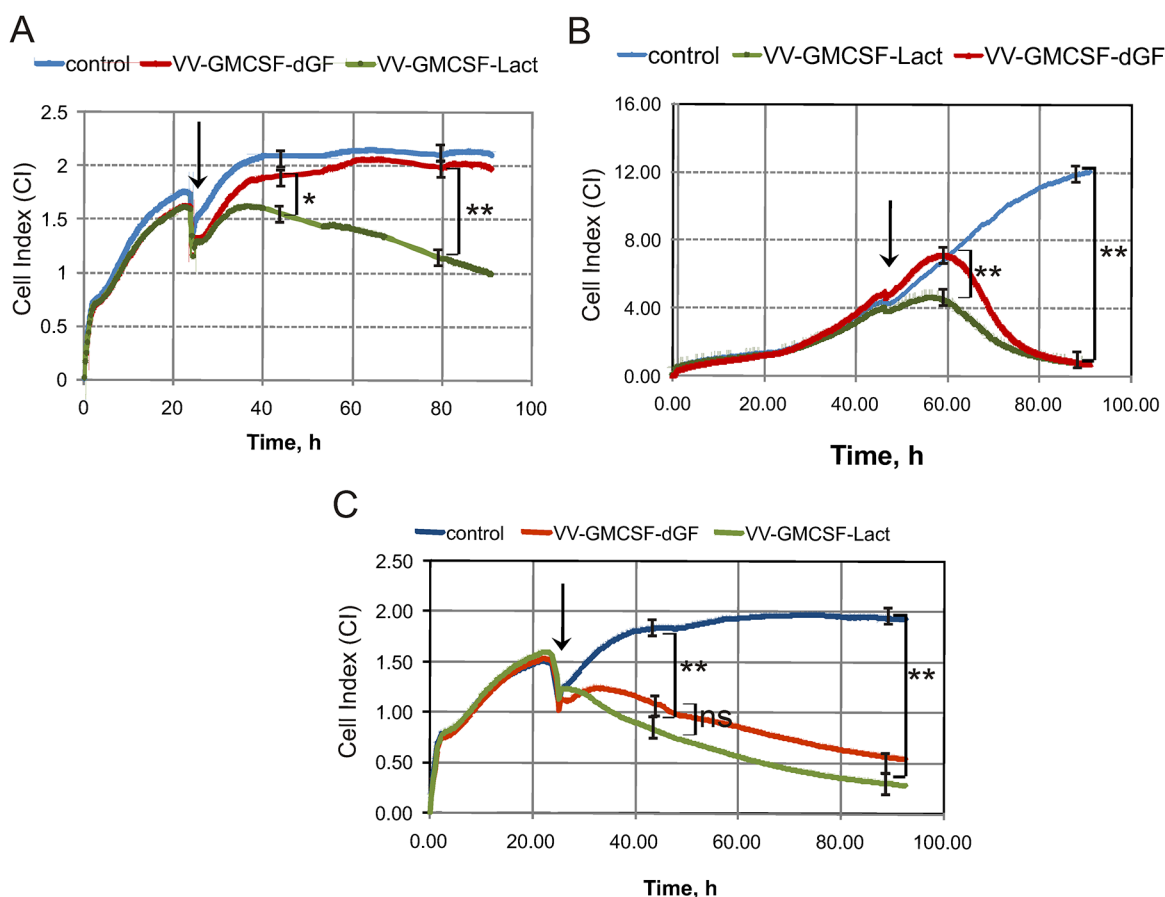 A
control VV-GMCSF-dGF VV-GMCSF-Lact
Cell Index (CI)
2.5
2
1.5
1
0.5
0
*
**
0 20 40 60 80 100
Time, h
B
control VV-GMCSF-Lact VV-GMCSF-dGF
Cell Index (CI)
16.00
12.00
8.00
4.00
0.00
**
**
0.00 20.00 40.00 60.00 80.00 100.00
Time, h
C
control VV-GMCSF-dGF VV-GMCSF-Lact
Cell Index (CI)
2.50
2.00
1.50
1.00
0.50
0.00
**
ns
**
0.00 20.00 40.00 60.00 80.00 100.00
Time, h